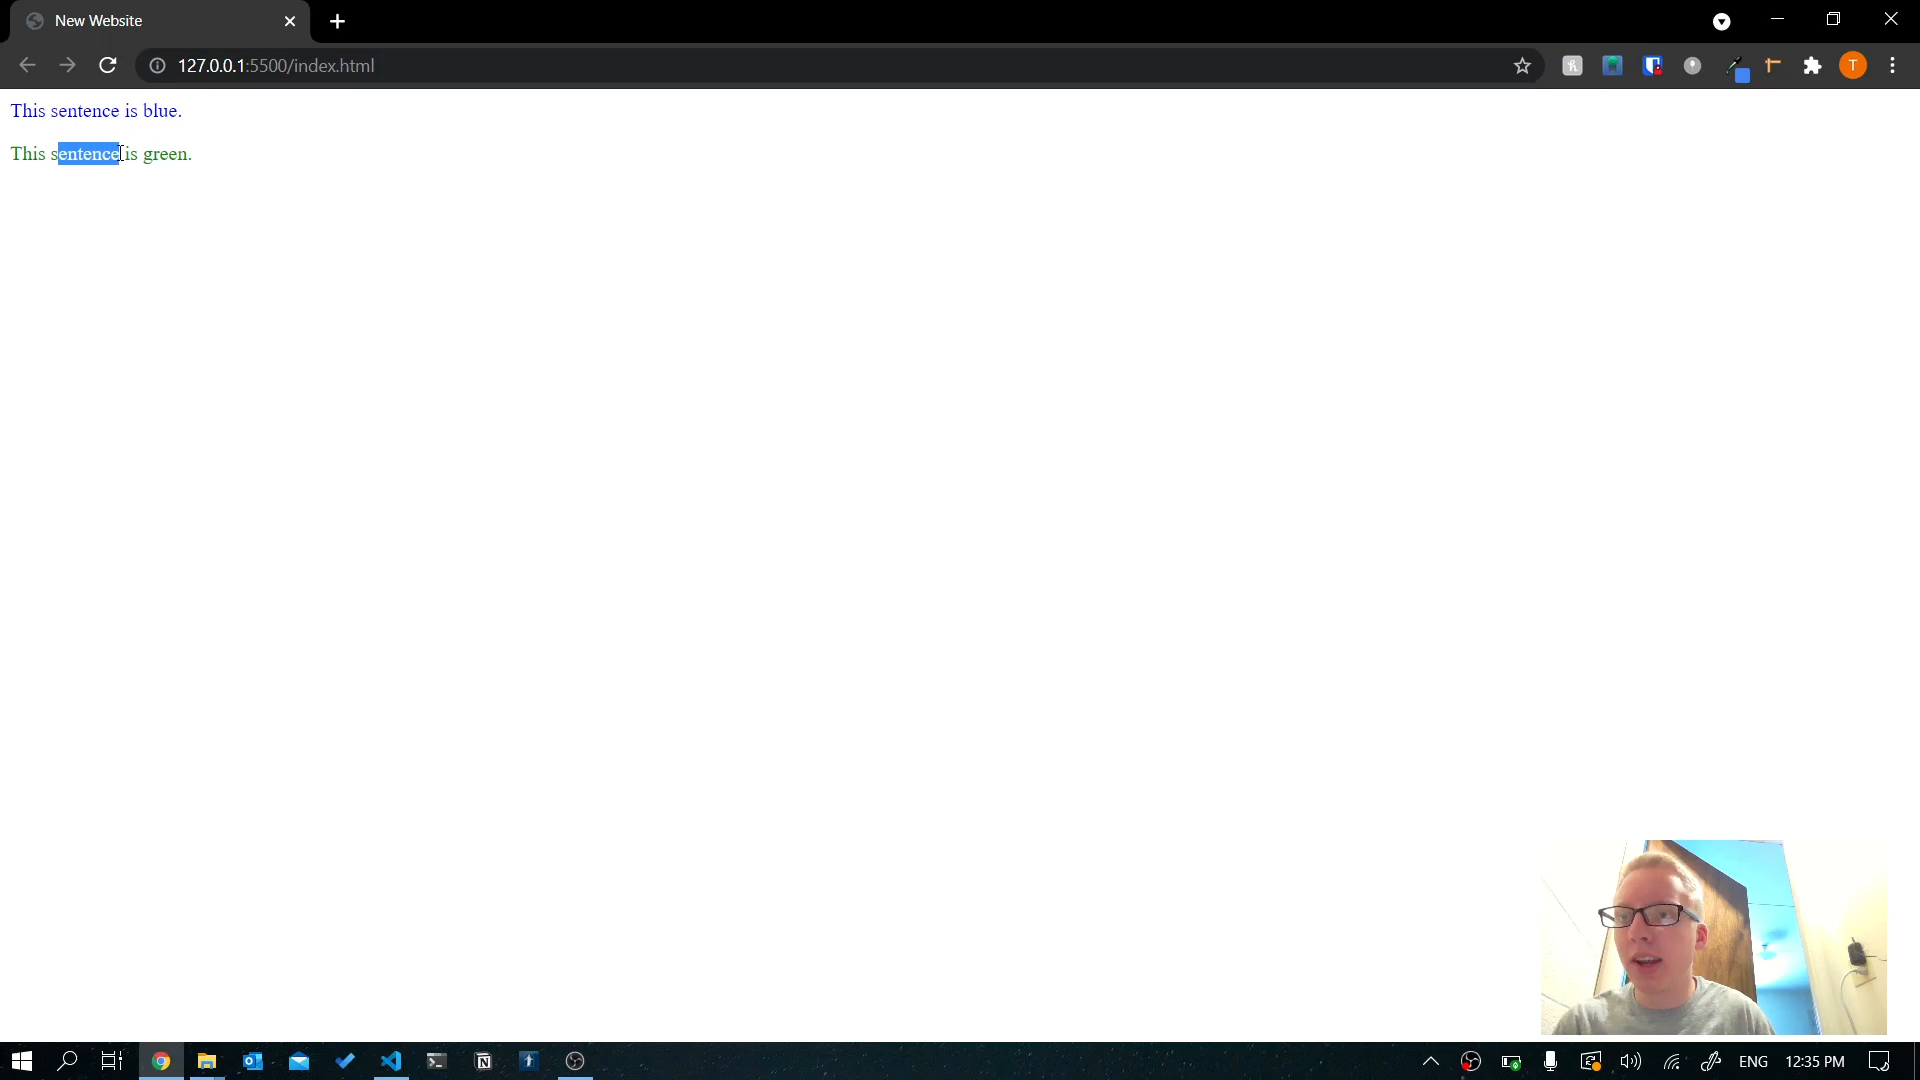 New Website
127.0.0.1:5500/index.html
T
This sentence is blue.
This sentence is green.
ENG
12:35 PM